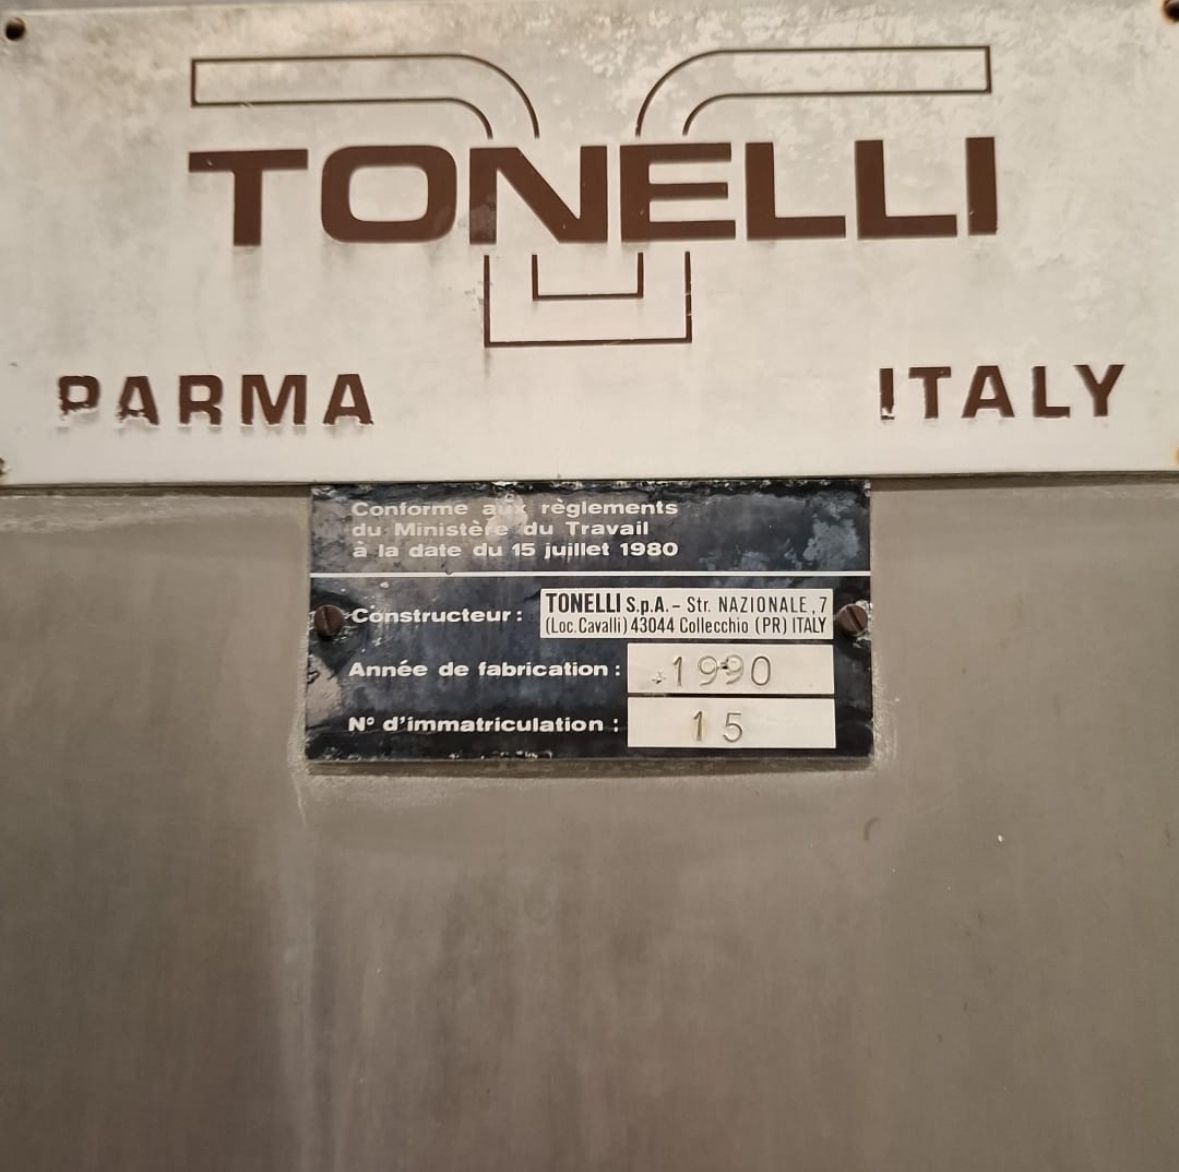 TONELLI
PARMA ITALY
Conforme aux règlements
du Ministère du Travail
à la date du 15 juillet 1980
Constructeur : TONELLI S.p.A. – Str. NAZIONALE, 7
(Loc. Cavalli) 43044 Collecchio (PR) ITALY
Année de fabrication : 1990
N° d'immatriculation : 15